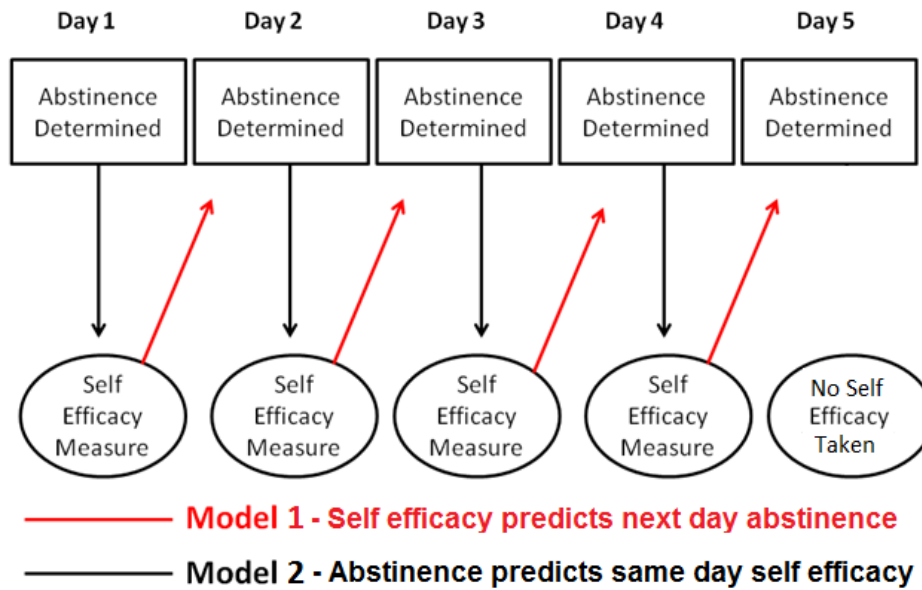 Day 1 Day 2 Day 3 Day 4 Day 5
Abstinence Abstinence Abstinence Abstinence Abstinence
Determined Determined Determined Determined Determined
Self Self Self Self No Self
Efficacy Efficacy Efficacy Efficacy Efficacy
Measure Measure Measure Measure Taken
Model 1 - Self efficacy predicts next day abstinence
Model 2 - Abstinence predicts same day self efficacy